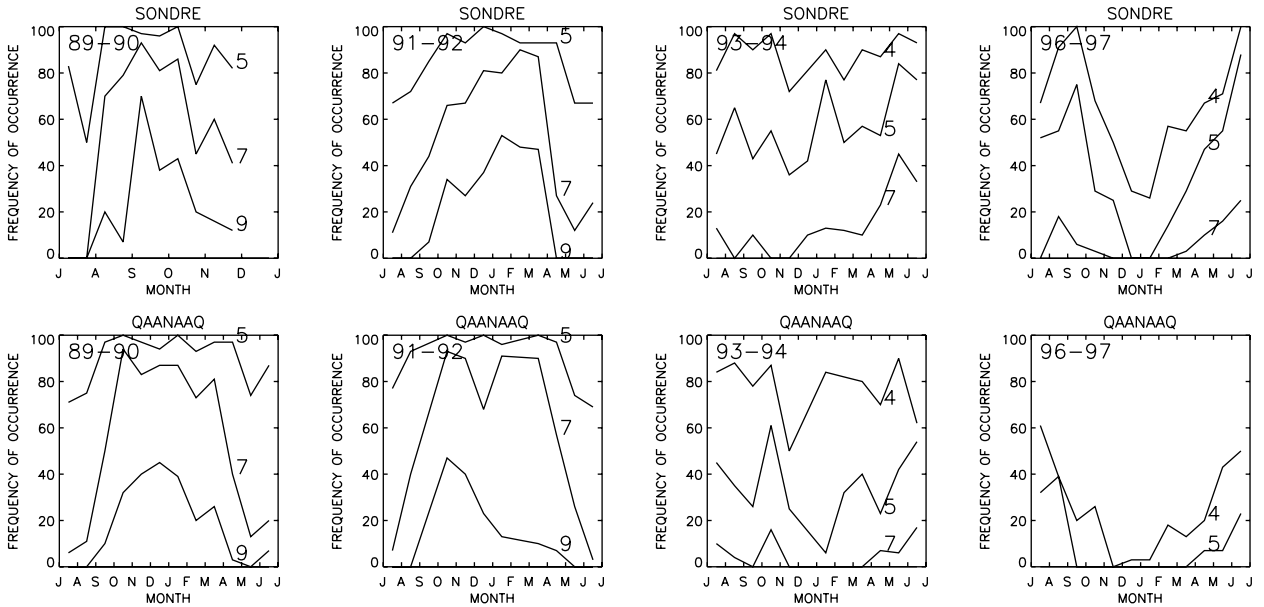 SONDRE
FREQUENCY OF OCCURRENCE
100
80
60
40
20
0
89-90
5
7
9
J A S O N D J
MONTH
SONDRE
FREQUENCY OF OCCURRENCE
100
80
60
40
20
0
91-92
5
7
9
J A S O N D J F M A M J J
MONTH
SONDRE
FREQUENCY OF OCCURRENCE
100
80
60
40
20
0
93-94
4
5
7
J A S O N D J F M A M J J
MONTH
SONDRE
FREQUENCY OF OCCURRENCE
100
80
60
40
20
0
96-97
4
5
7
J A S O N D J F M A M J J
MONTH
QAANAAQ
FREQUENCY OF OCCURRENCE
100
80
60
40
20
0
89-90
5
7
9
J A S O N D J F M A M J J
MONTH
QAANAAQ
FREQUENCY OF OCCURRENCE
100
80
60
40
20
0
91-92
5
7
9
J A S O N D J F M A M J J
MONTH
QAANAAQ
FREQUENCY OF OCCURRENCE
100
80
60
40
20
0
93-94
4
5
7
J A S O N D J F M A M J J
MONTH
QAANAAQ
FREQUENCY OF OCCURRENCE
100
80
60
40
20
0
96-97
4
5
J A S O N D J F M A M J J
MONTH